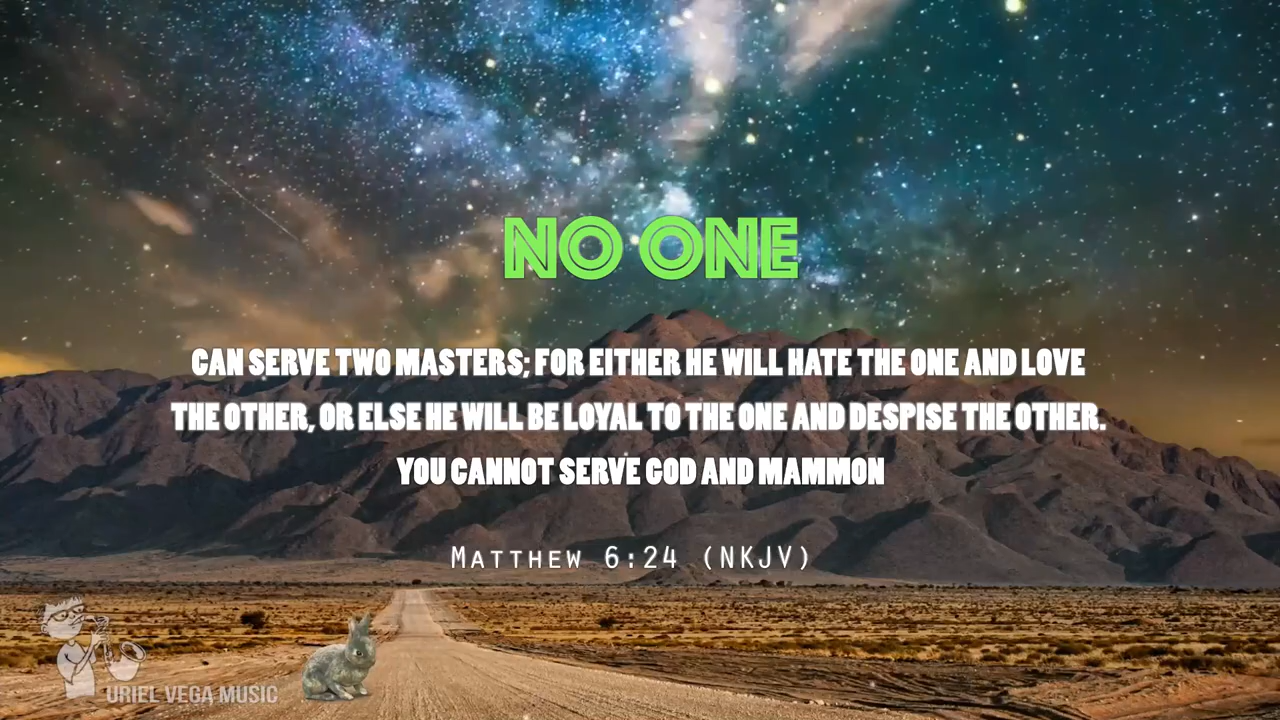 NO ONE
CAN SERVE TWO MASTERS; FOR EITHER HE WILL HATE THE ONE AND LOVE
THE OTHER, OR ELSE HE WILL BE LOYAL TO THE ONE AND DESPISE THE OTHER.
YOU CANNOT SERVE GOD AND MAMMON
MATTHEW 6:24 (NKJV)
URIEL VEGA MUSIC